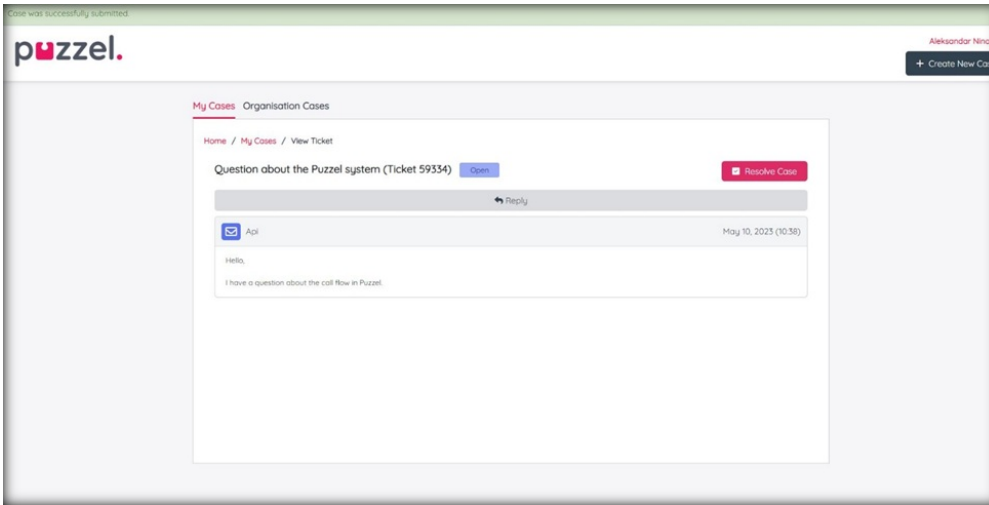 Case was successfully submitted.
puzzel.
Aleksandar Nino
+ Create New Cas
My Cases Organisation Cases
Home / My Cases / View Ticket
Question about the Puzzel system (Ticket 59334) Open Resolve Case
Reply
Api May 10, 2023 (10:38)
Hello,
I have a question about the call flow in Puzzel.